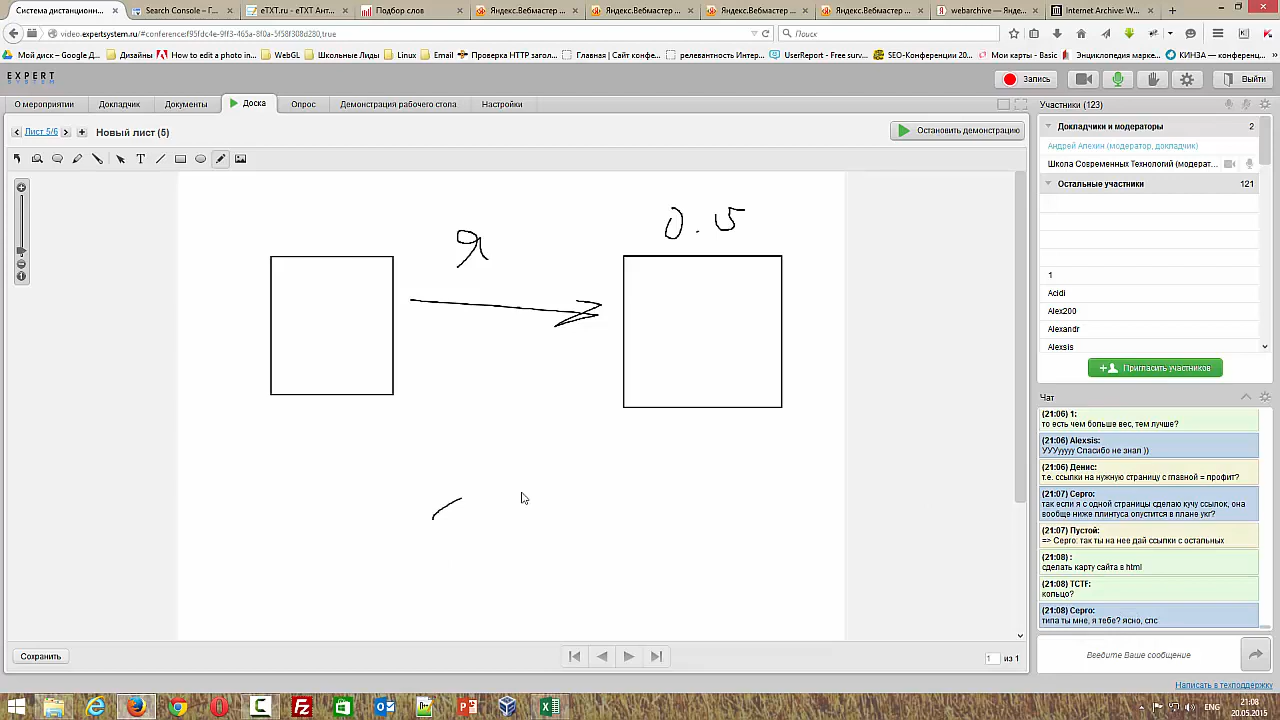 Система дистанционн...
Search Console – Г...
eTXT.ru - eTXT Ант...
Подбор слов
Яндекс.Вебмастер ...
Яндекс.Вебмастер ...
Яндекс.Вебмастер ...
Яндекс.Вебмастер ...
webarchive — Янде...
Internet Archive: W...
video.expertsystem.ru/#conference:f95fdc4e-9ff3-465a-8f0a-5f58f308d280,true
Поиск
Мой диск – Google Д...
Дизайны
How to edit a photo in...
WebGL
Школьные Лиды
Linux
Email
Проверка HTTP загол...
Главная | Сайт конфе...
релевантность Интер...
UserReport - Free surv...
SEO-Конференции 20...
Мои карты - Basic
Энциклопедия марке...
КИНЗА — конференц...
EXPERT
SYSTEM
Запись
Выйти
О мероприятии
Докладчик
Документы
Доска
Опрос
Демонстрация рабочего стола
Настройки
Лист 5/6
Новый лист (5)
Остановить демонстрацию
Я
0.5
Сохранить
1 из 1
Участники (123)
Докладчики и модераторы 2
Андрей Алехин (модератор, докладчик)
Школа Современных Технологий (модерат...
Остальные участники 121
1
Acidi
Alex200
Alexandr
Alexsis
Пригласить участников
Чат
(21:06) 1:
то есть чем больше вес, тем лучше?
(21:06) Alexsis:
УУУууууу Спасибо не знал ))
(21:06) Денис:
т.е. ссылки на нужную страницу с главной = профит?
(21:07) Серго:
так если я с одной страницы сделаю кучу ссылок, она
вообще ниже плинтуса опустится в плане укг?
(21:07) Пустой:
=> Серго: так ты на нее дай ссылки с остальных
(21:08) :
сделать карту сайта в html
(21:08) TCTF:
кольцо?
(21:08) Серго:
типа ты мне, я тебе? ясно, спс
Введите Ваше сообщение
Написать в техподдержку
ENG
21:08
20.05.2015